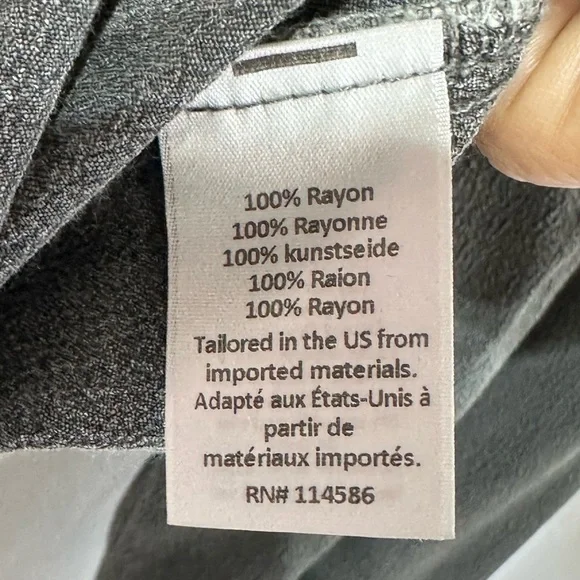 100% Rayon
100% Rayonne
100% kunstseide
100% Raion
100% Rayon
Tailored in the US from
imported materials.
Adapté aux États-Unis à
partir de
matériaux importés.
RN# 114586